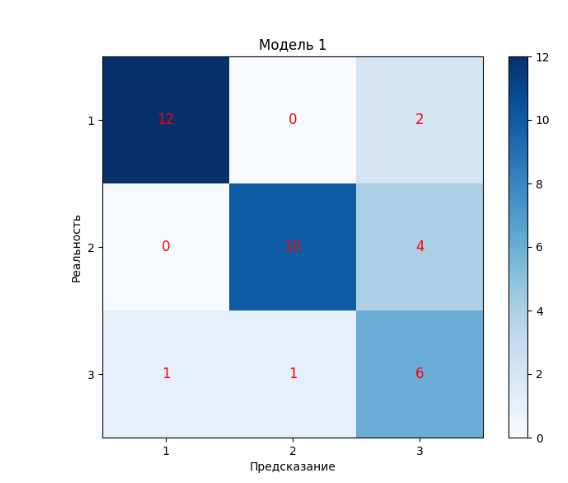 Модель 1
12 0 2
0 10 4
1 1 6
1
2
3
Реальность
1 2 3
Предсказание
12
10
8
6
4
2
0